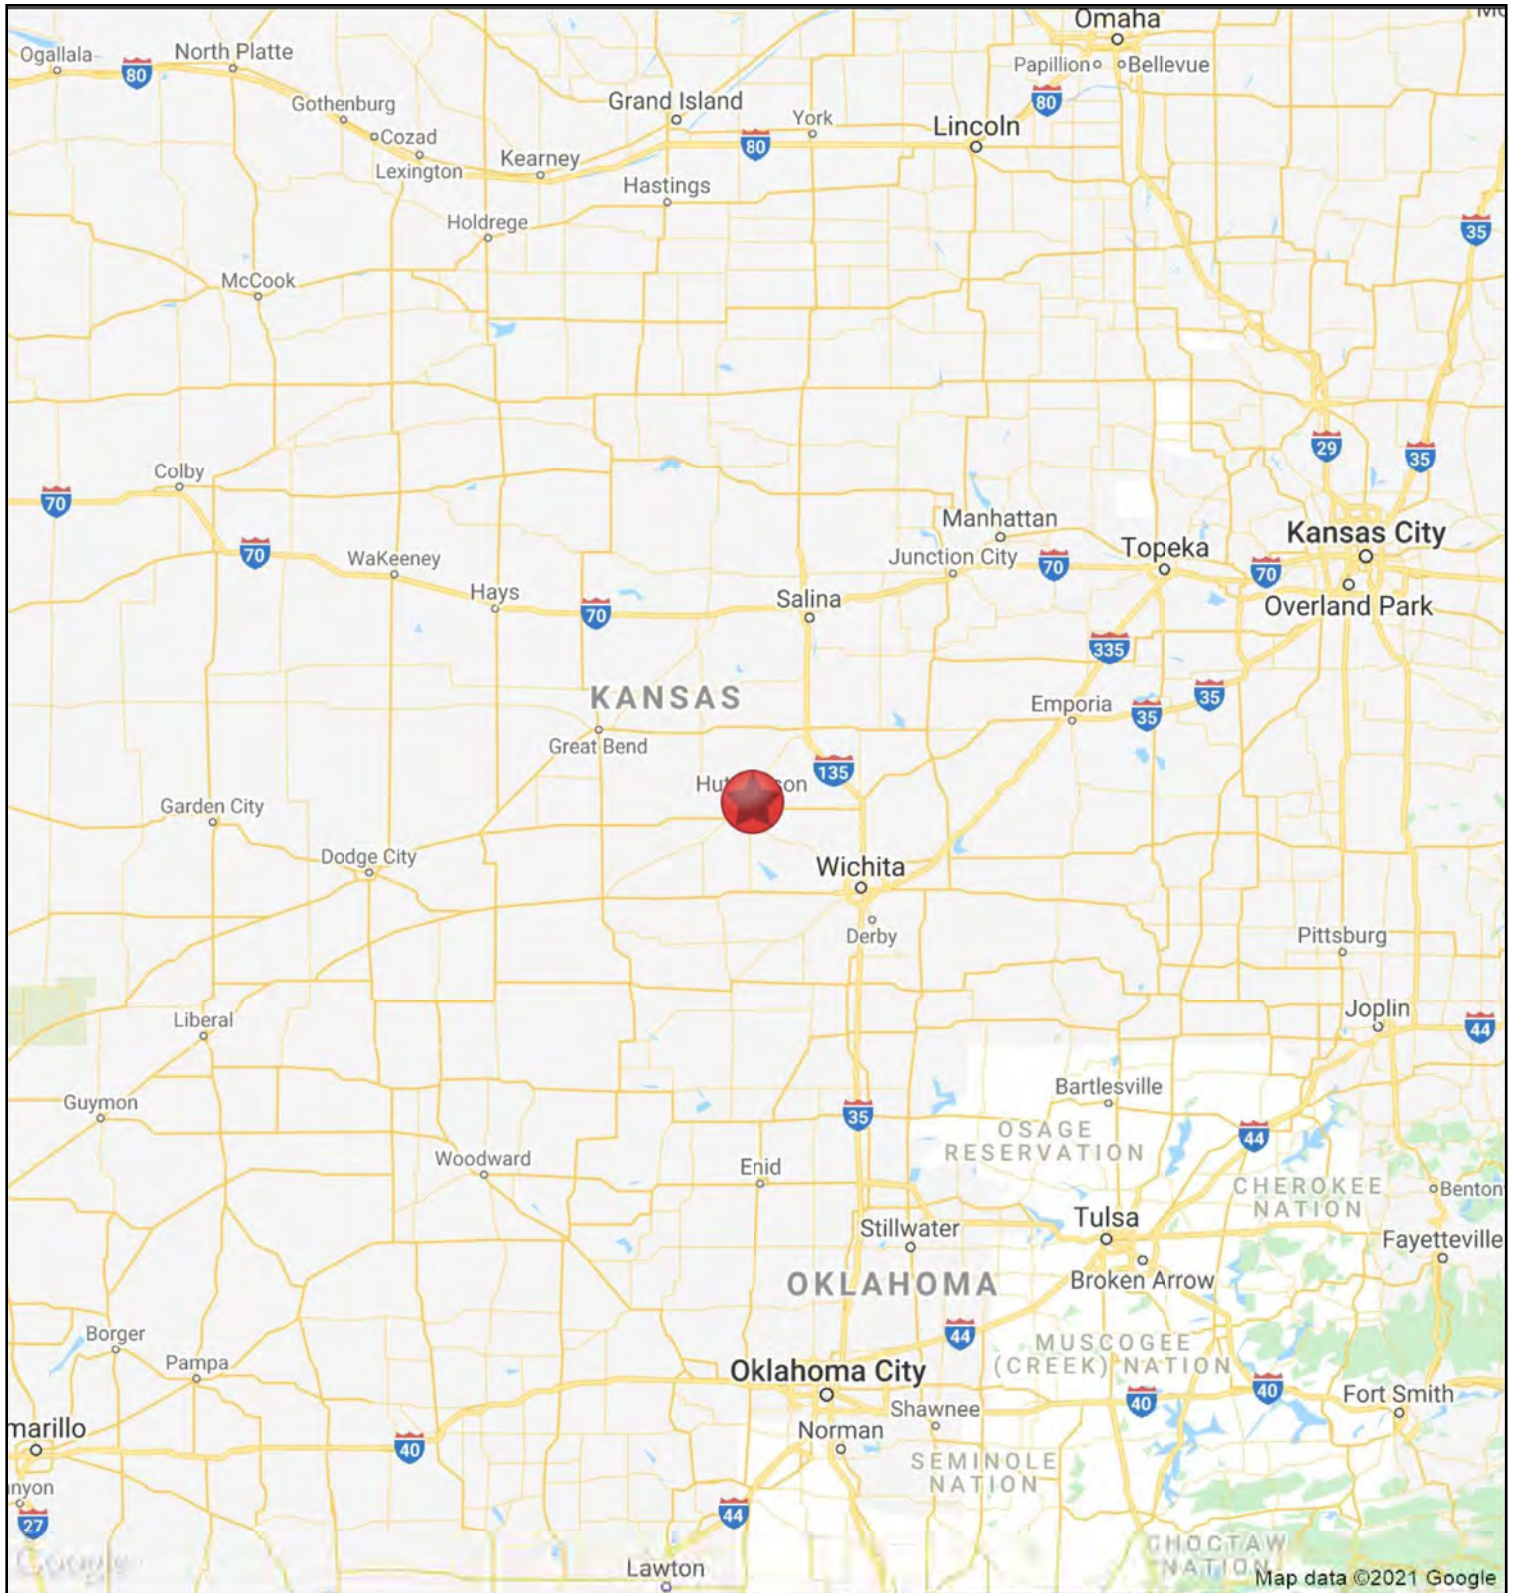 Omaha
Ogallala
North Platte
80
Papillion
Bellevue
80
Gothenburg
Grand Island
York
Lincoln
Cozad
80
Lexington
Kearney
Hastings
Holdrege
35
McCook
29
35
Colby
70
Manhattan
Kansas City
Topeka
70
WaKeeney
Junction City
70
70
Hays
70
Salina
Overland Park
335
KANSAS
35
Emporia
35
Great Bend
135
Garden City
Dodge City
Wichita
Derby
Pittsburg
Liberal
Joplin
44
Guymon
Bartlesville
35
OSAGE
RESERVATION
44
Woodward
Enid
CHEROKEE
NATION
Benton
Stillwater
Tulsa
Fayetteville
OKLAHOMA
Broken Arrow
Borger
44
MUSCOGEE
(CREEK) NATION
Pampa
Oklahoma City
40
40
Fort Smith
Shawnee
marillo
40
Norman
SEMINOLE
NATION
nyon
44
27
CHOCTAW
NATION
Google
Lawton
Map data ©2021 Google